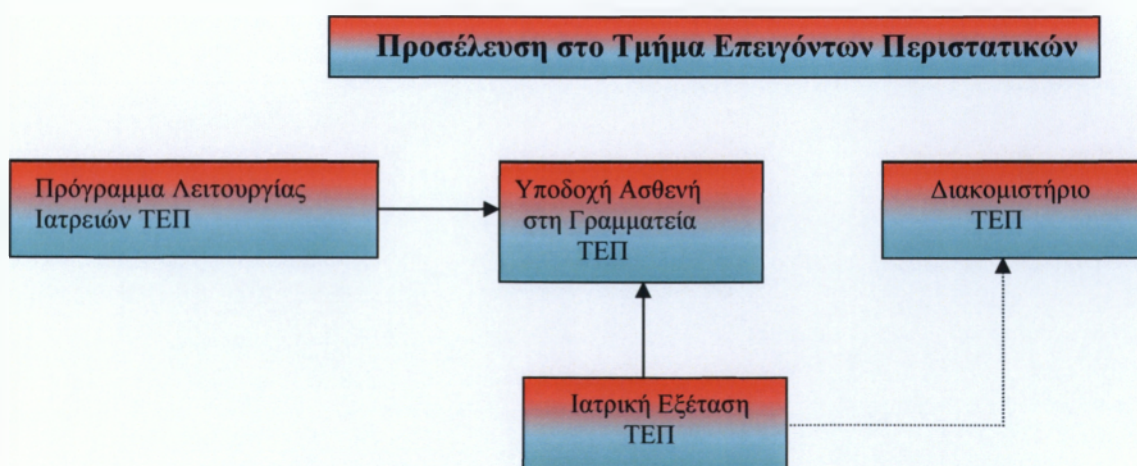 Προσέλευση στο Τμήμα Επειγόντων Περιστατικών
Πρόγραμμα Λειτουργίας
Ιατρειών ΤΕΠ
Υποδοχή Ασθενή
στη Γραμματεία
ΤΕΠ
Διακομιστήριο
ΤΕΠ
Ιατρική Εξέταση
ΤΕΠ